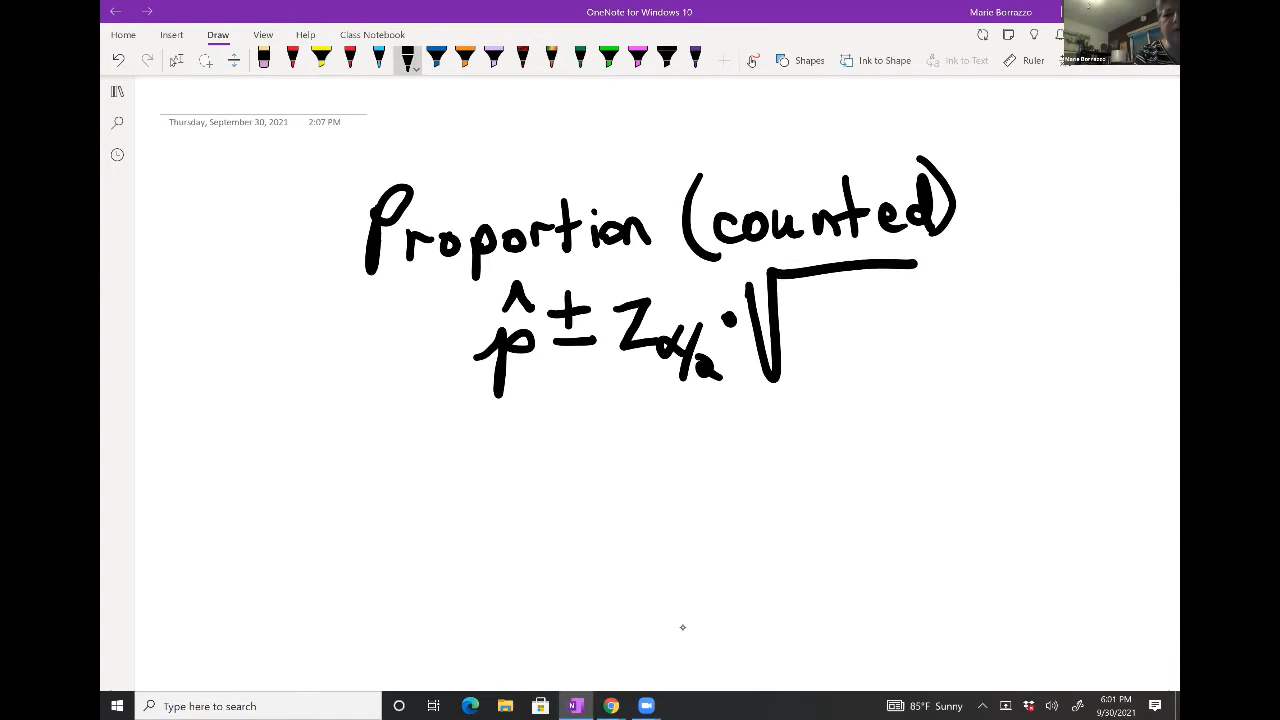 OneNote for Windows 10
Marie Borrazzo
Home Insert Draw View Help Class Notebook
Shapes Ink to Shape Ink to Text Ruler
Marie Borrazzo
Thursday, September 30, 2021 2:07 PM
Proportion (counted)
p̂ ± Z α/2 · √
Type here to search
85°F Sunny
6:01 PM
9/30/2021